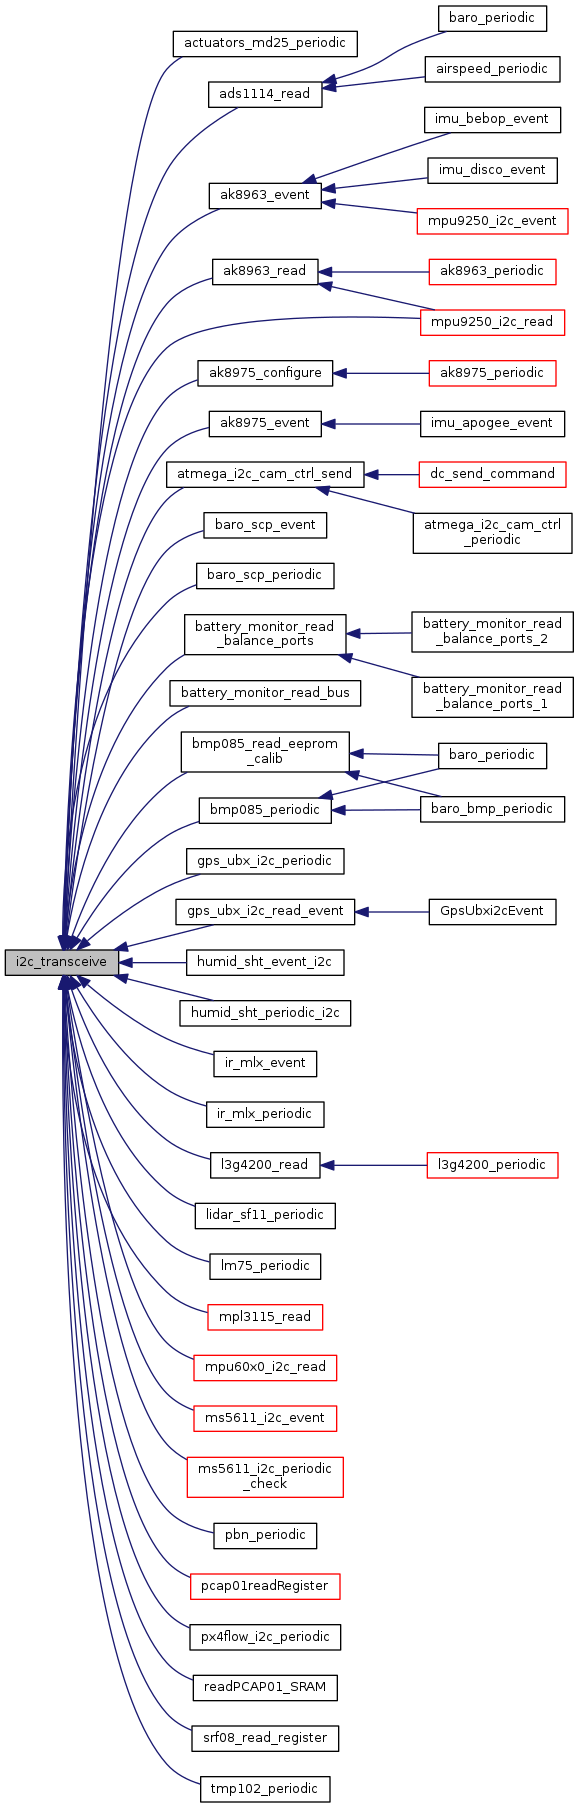 baro_periodic
actuators_md25_periodic
airspeed_periodic
ads1114_read
imu_bebop_event
imu_disco_event
ak8963_event
mpu9250_i2c_event
ak8963_read
ak8963_periodic
mpu9250_i2c_read
ak8975_configure
ak8975_periodic
ak8975_event
imu_apogee_event
atmega_i2c_cam_ctrl_send
dc_send_command
baro_scp_event
atmega_i2c_cam_ctrl
_periodic
baro_scp_periodic
battery_monitor_read
_balance_ports
battery_monitor_read
_balance_ports_2
battery_monitor_read_bus
battery_monitor_read
_balance_ports_1
bmp085_read_eeprom
_calib
baro_periodic
bmp085_periodic
baro_bmp_periodic
gps_ubx_i2c_periodic
gps_ubx_i2c_read_event
GpsUbxi2cEvent
i2c_transceive
humid_sht_event_i2c
humid_sht_periodic_i2c
ir_mlx_event
ir_mlx_periodic
l3g4200_read
l3g4200_periodic
lidar_sf11_periodic
lm75_periodic
mpl3115_read
mpu60x0_i2c_read
ms5611_i2c_event
ms5611_i2c_periodic
_check
pbn_periodic
pcap01readRegister
px4flow_i2c_periodic
readPCAP01_SRAM
srf08_read_register
tmp102_periodic